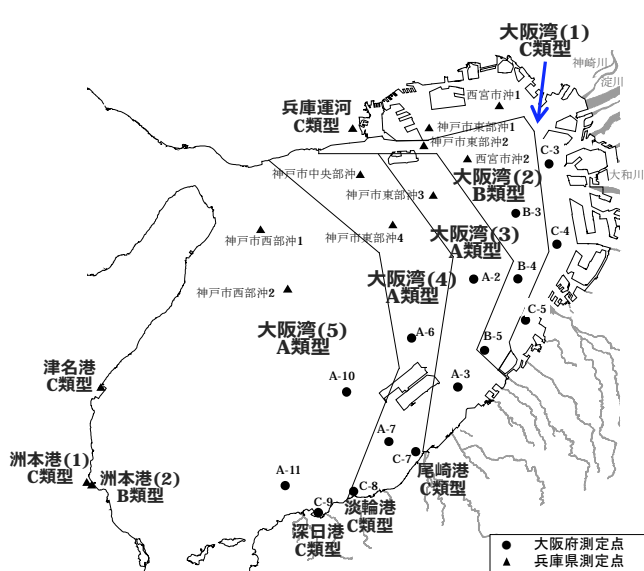 大阪湾(1)
C類型
神崎川
淀川
西宮市沖1
兵庫運河
C類型
神戸市東部沖1
神戸市東部沖2
C-3
西宮市沖2
大和川
神戸市中央部沖
大阪湾(2)
B類型
神戸市東部沖3
B-3
神戸市西部沖1
神戸市東部沖4
大阪湾(3)
A類型
C-4
大阪湾(4)
A類型
A-2
B-4
神戸市西部沖2
C-5
大阪湾(5)
A類型
A-6
B-5
津名港
C類型
A-10
A-3
A-7
C-7
洲本港(1)
C類型
洲本港(2)
B類型
A-11
尾崎港
C類型
C-8
C-9
淡輪港
C類型
深日港
C類型
● 大阪府測定点
▲ 兵庫県測定点